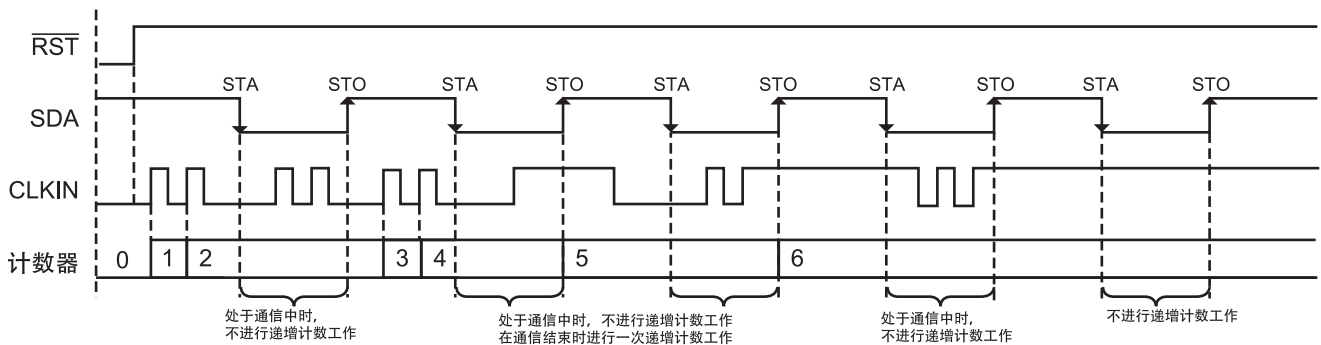 RST
STA STO STA STO STA STO STA STO STA STO
SDA
CLKIN
计数器 0 1 2 3 4 5 6
处于通信中时,
不进行递增计数工作
处于通信中时, 不进行递增计数工作
在通信结束时进行一次递增计数工作
处于通信中时,
不进行递增计数工作
不进行递增计数工作